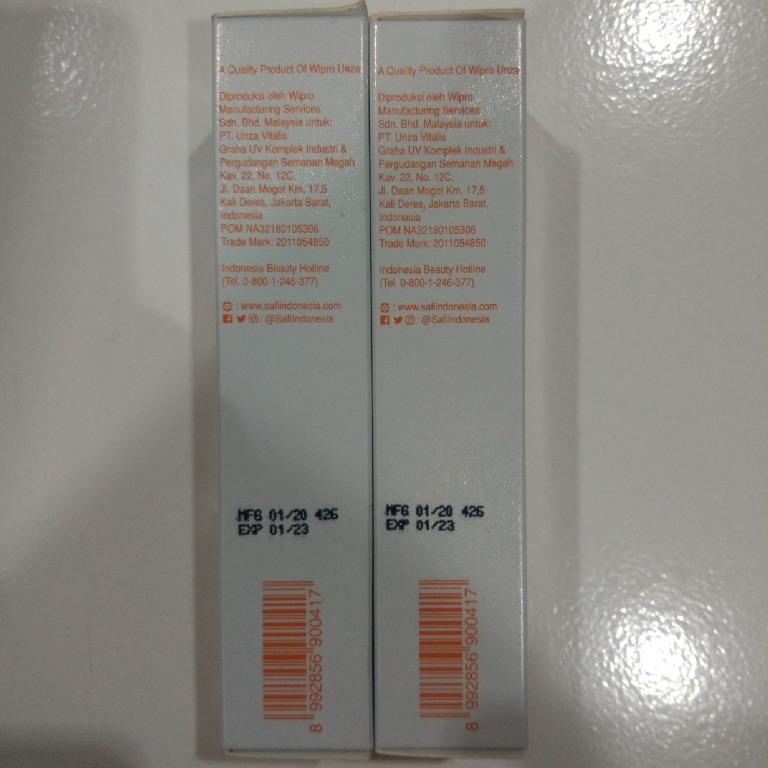 A Quality Product Of Wipro Unza
Diproduksi oleh Wipro
Manufacturing Services
Sdn. Bhd. Malaysia untuk:
PT. Unza Vitalis
Graha UV Komplek Industri &
Pergudangan Semanan Megah
Kav. 22, No. 12C,
Jl. Daan Mogot Km. 17,5
Kali Deres, Jakarta Barat,
Indonesia
POM NA32180105306
Trade Mark: 2011054850
Indonesia Beauty Hotline
(Tel. 0-800-1-246-377)
: www.safiindonesia.com
: @SafiIndonesia
MFG 01/20 426
EXP 01/23
8 992856 900417
A Quality Product Of Wipro Unza
Diproduksi oleh Wipro
Manufacturing Services
Sdn. Bhd. Malaysia untuk:
PT. Unza Vitalis
Graha UV Komplek Industri &
Pergudangan Semanan Megah
Kav. 22, No. 12C,
Jl. Daan Mogot Km. 17,5
Kali Deres, Jakarta Barat,
Indonesia
POM NA32180105306
Trade Mark: 2011054850
Indonesia Beauty Hotline
(Tel. 0-800-1-246-377)
: www.safiindonesia.com
: @SafiIndonesia
MFG 01/20 426
EXP 01/23
8 992856 900417